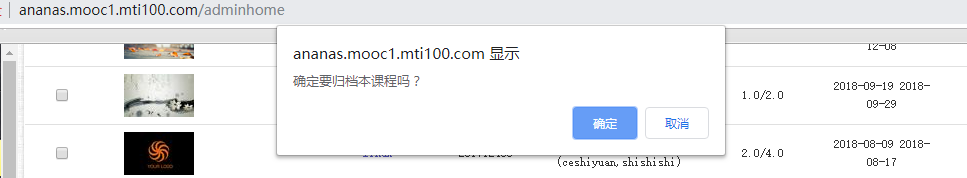 ananas.mooc1.mti100.com/adminhome
12-08
ananas.mooc1.mti100.com 显示
确定要归档本课程吗？
确定
取消
1.0/2.0
2018-09-19 2018-
09-29
(ceshiyuan,shishishi)
2.0/4.0
2018-08-09 2018-
08-17
YOUR LOGO